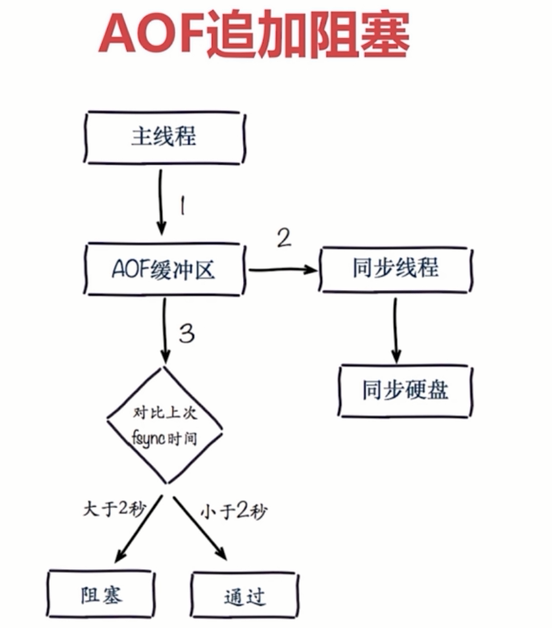 AOF追加阻塞
主线程
1
AOF缓冲区
2
同步线程
3
同步硬盘
对比上次
fsync时间
大于2秒
小于2秒
阻塞
通过